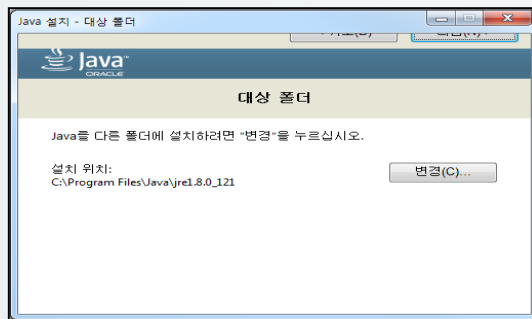 Java 설치 - 대상 폴더
Java
ORACLE
대상 폴더
Java를 다른 폴더에 설치하려면 "변경"을 누르십시오.
설치 위치:
변경(C)...
C:\Program Files\Java\jre1.8.0_121